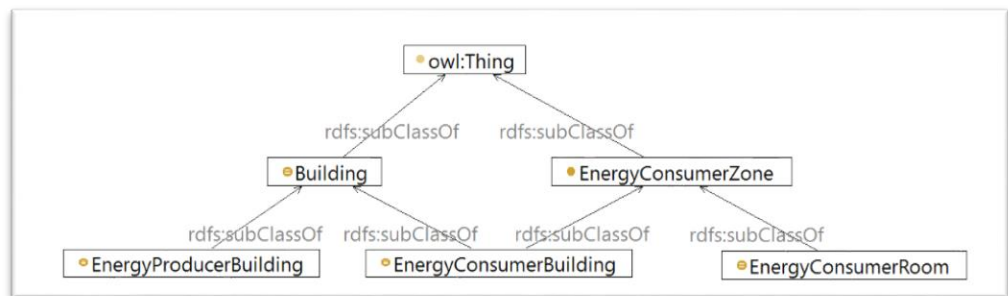 owl:Thing
rdfs:subClassOf rdfs:subClassOf
Building EnergyConsumerZone
rdfs:subClassOf rdfs:subClassOf rdfs:subClassOf rdfs:subClassOf
EnergyProducerBuilding EnergyConsumerBuilding EnergyConsumerRoom